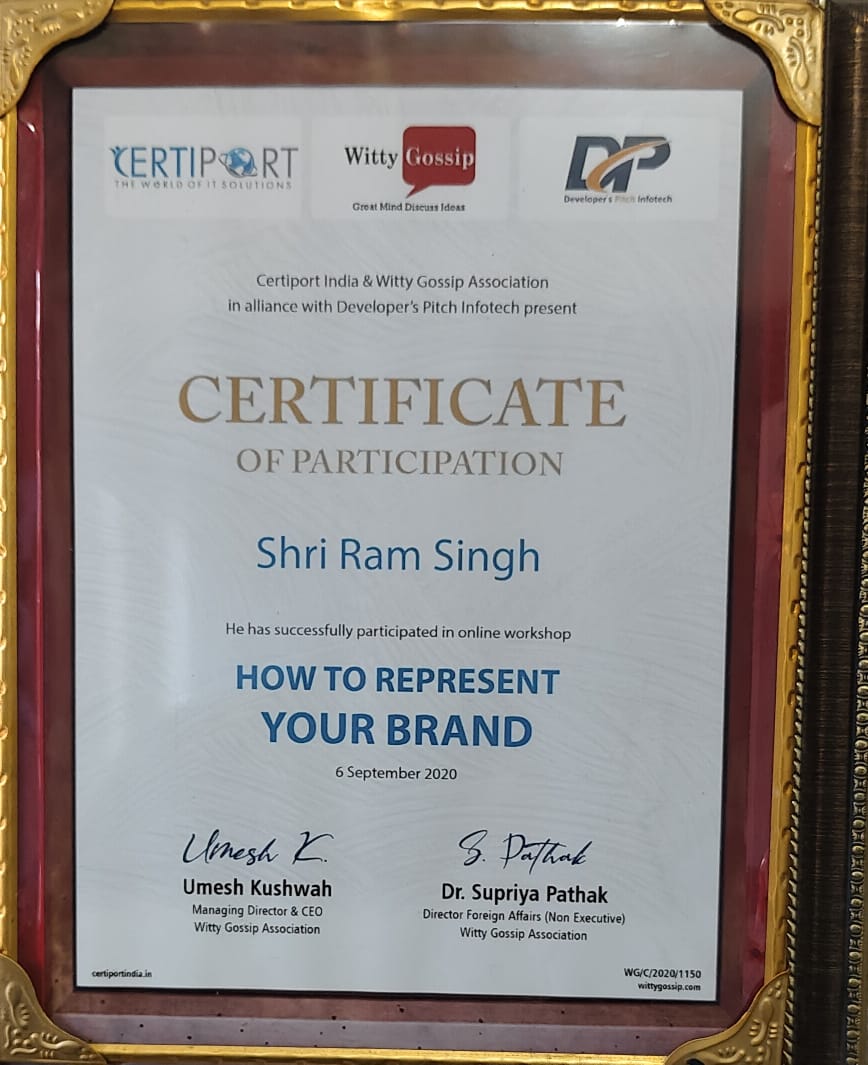 CERTIPORT
THE WORLD OF IT SOLUTIONS
Witty Gossip
Great Mind Discuss Ideas
DP
Developer's Pitch Infotech
Certiport India & Witty Gossip Association
in alliance with Developer's Pitch Infotech present
CERTIFICATE
OF PARTICIPATION
Shri Ram Singh
He has successfully participated in online workshop
HOW TO REPRESENT
YOUR BRAND
6 September 2020
Umesh K.
Umesh Kushwah
Managing Director & CEO
Witty Gossip Association
S. Pathak
Dr. Supriya Pathak
Director Foreign Affairs (Non Executive)
Witty Gossip Association
certiportindia.in
WG/C/2020/1150
wittygossip.com